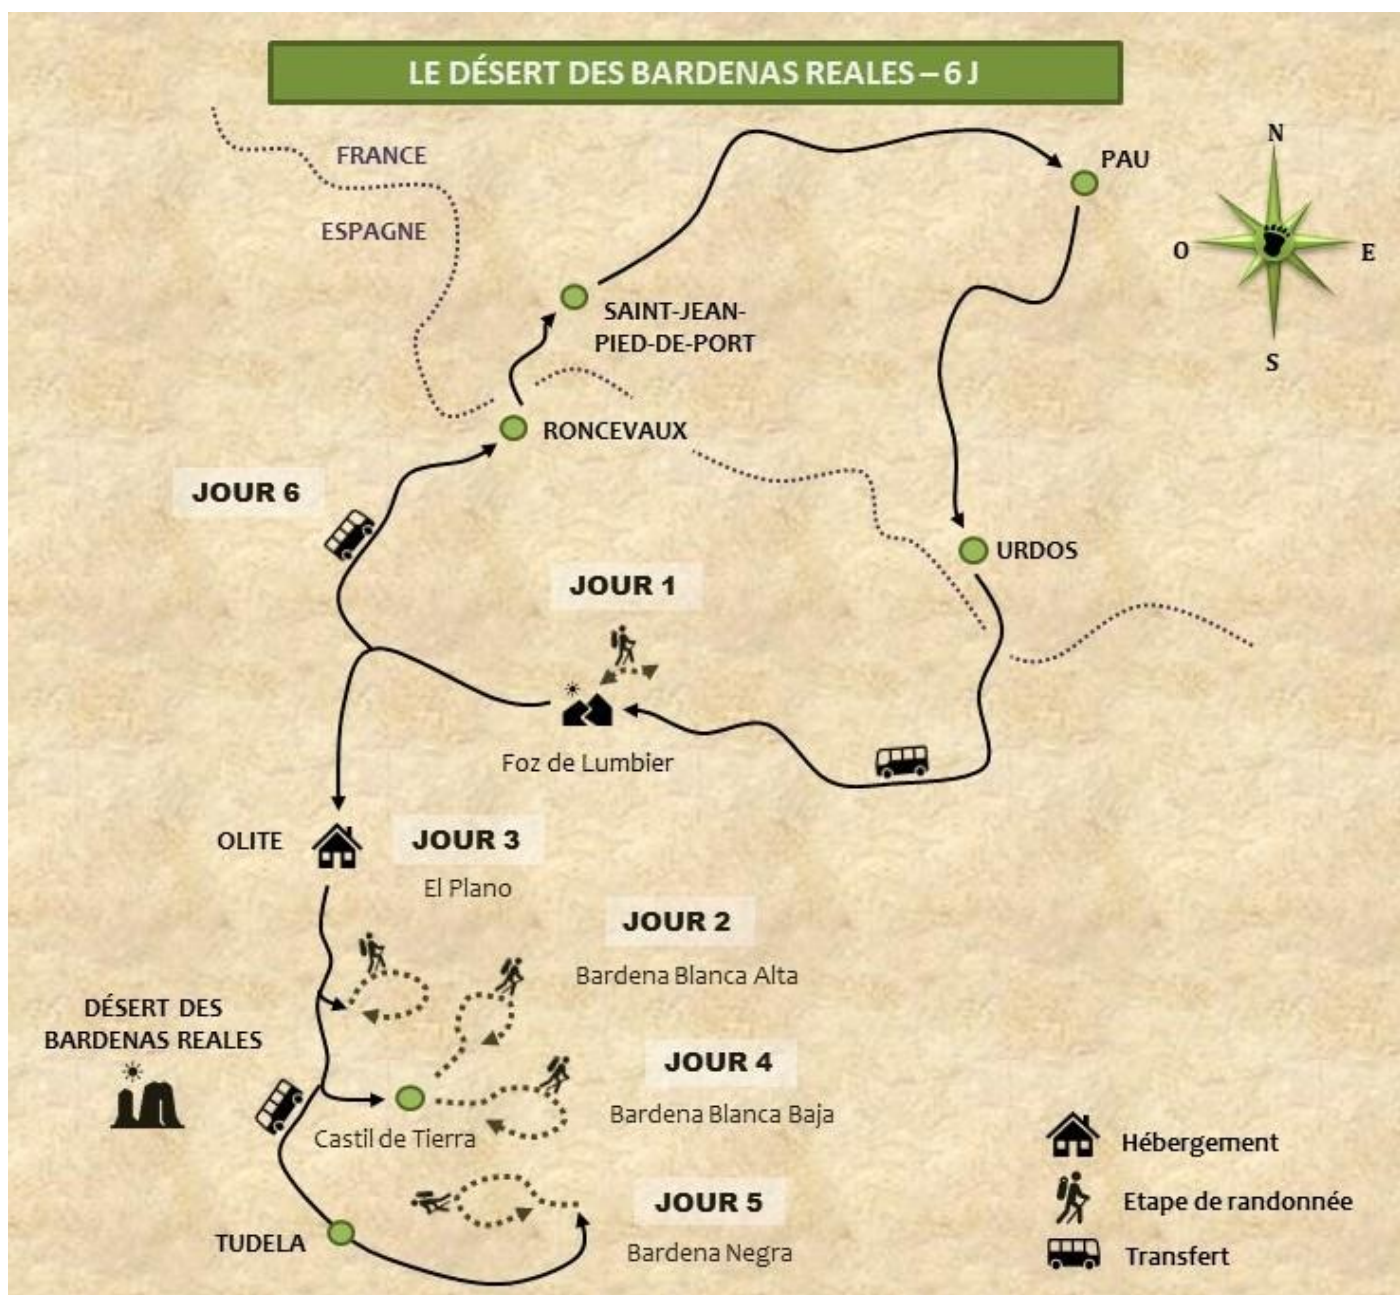 LE DÉSERT DES BARDENAS REALES – 6 J
FRANCE
ESPAGNE
PAU
N
O
E
S
SAINT-JEAN-
PIED-DE-PORT
RONCEVAUX
JOUR 6
URDOS
JOUR 1
Foz de Lumbier
OLITE
JOUR 3
El Plano
JOUR 2
Bardena Blanca Alta
DÉSERT DES
BARDENAS REALES
JOUR 4
Bardena Blanca Baja
Castil de Tierra
JOUR 5
Bardena Negra
TUDELA
Hébergement
Etape de randonnée
Transfert